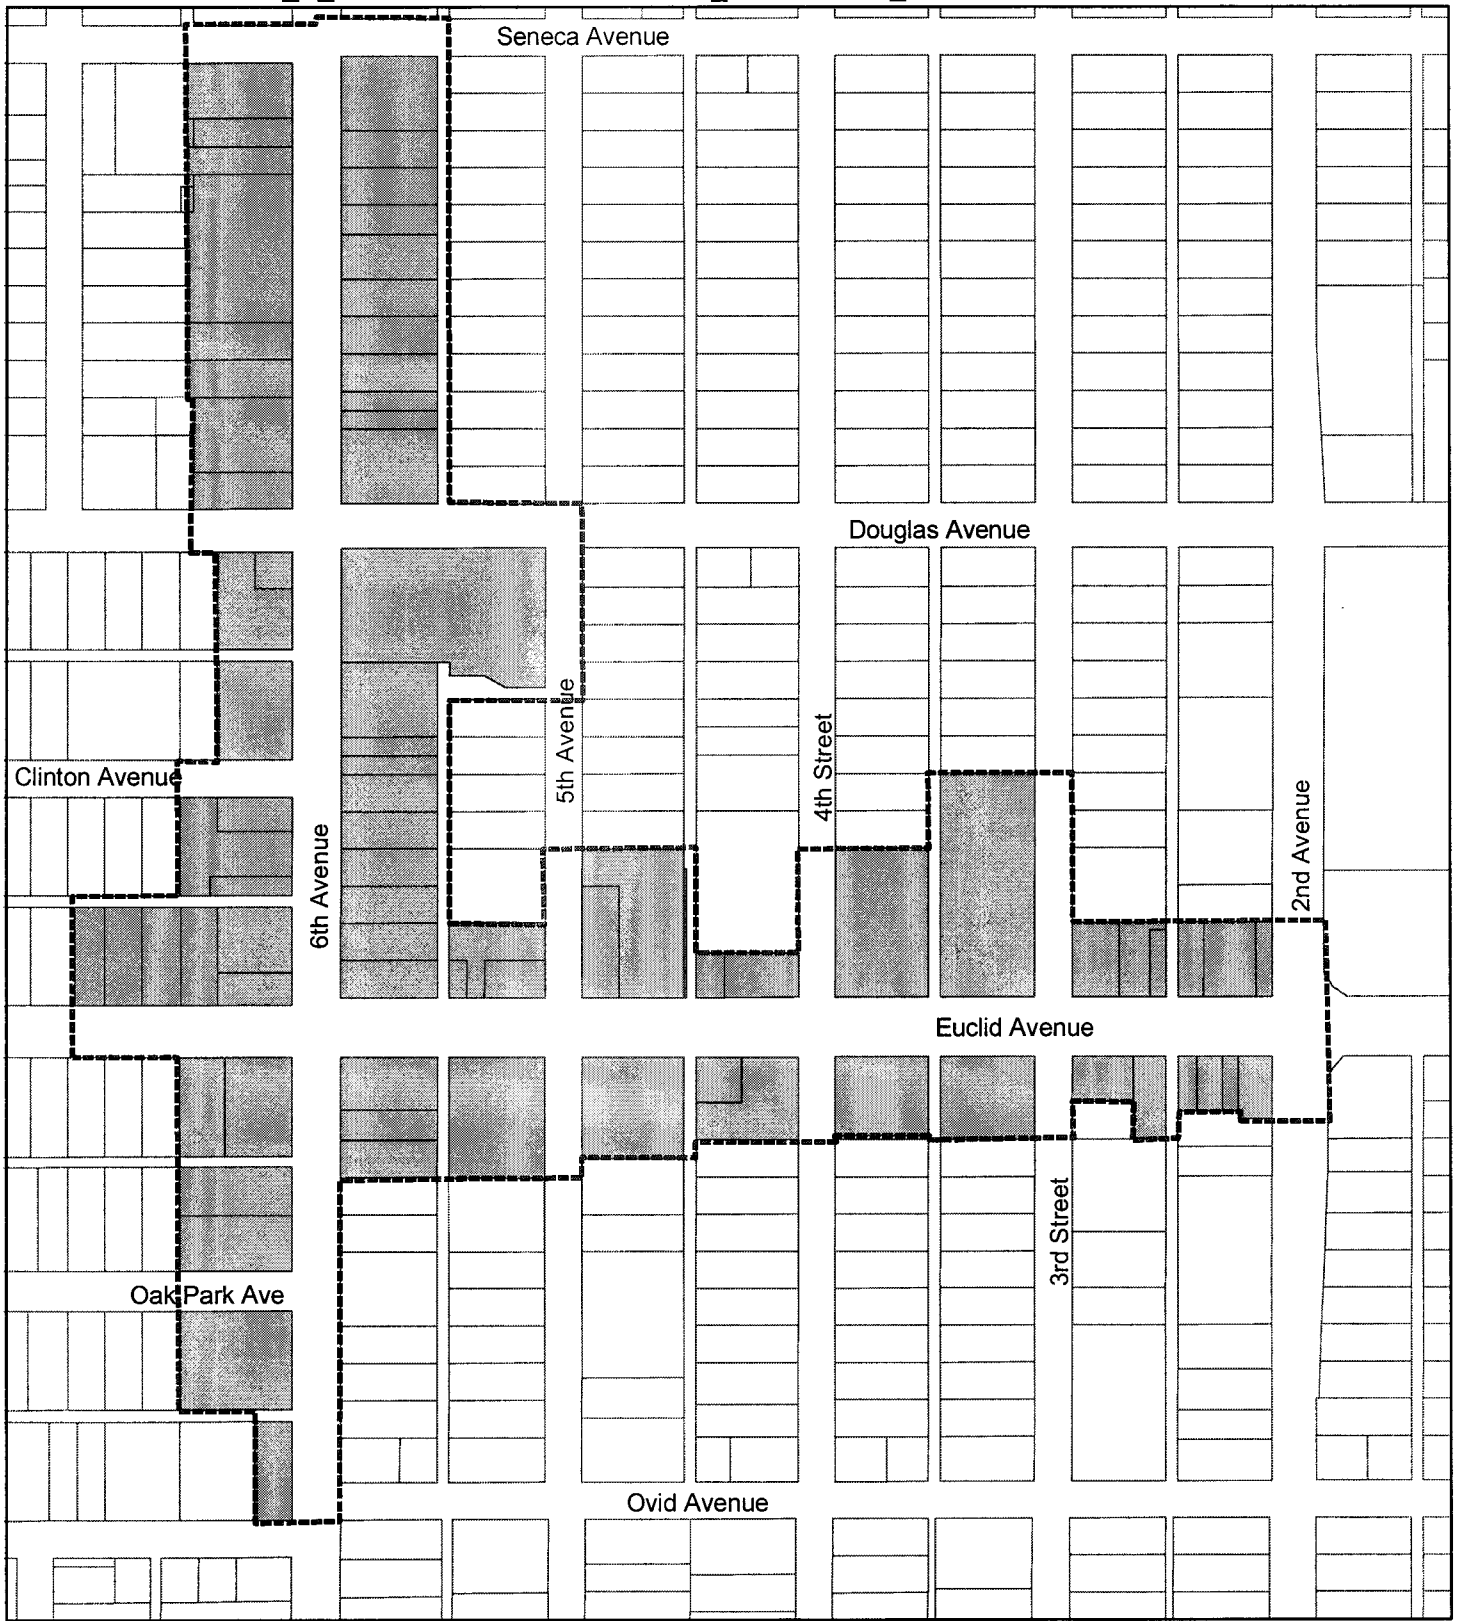 Seneca Avenue
Douglas Avenue
5th Avenue
4th Street
Clinton Avenue
2nd Avenue
6th Avenue
Euclid Avenue
3rd Street
Oak Park Ave
Ovid Avenue